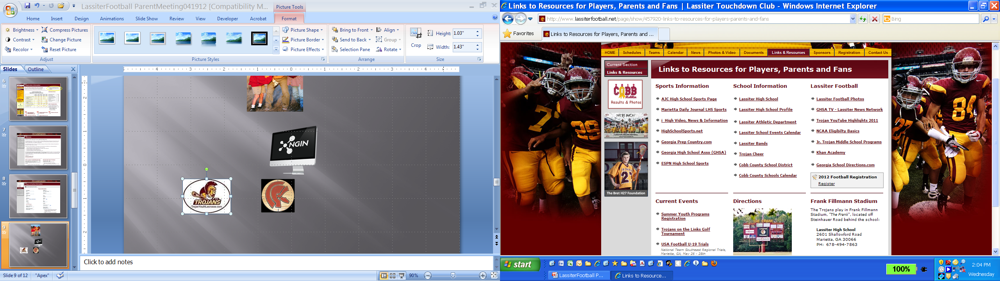 LassiterFootball ParentMeeting041912 [Compatibility M...
Picture Tools
Home Insert Design Animations Slide Show Review View Developer Acrobat Format
Brightness
Contrast
Recolor
Compress Pictures
Change Picture
Reset Picture
Adjust
Picture Styles
Picture Shape
Picture Border
Picture Effects
Bring to Front
Send to Back
Selection Pane
Align
Group
Rotate
Arrange
Crop
Height: 1.03"
Width: 1.43"
Size
Slides Outline
6
7
8
9
NGIN
TYL
TROJANS
TrojanYouthLacrosse.com
Click to add notes
Slide 9 of 12
"Apex"
90%
Links to Resources for Players, Parents and Fans | Lassiter Touchdown Club - Windows Internet Explorer
http://www.lassiterfootball.net/page/show/457920-links-to-resources-for-players-parents-and-fans
Bing
Favorites
Links to Resources for Players, Parents and ...
HOME Schedules Teams Calendar News Photos & Video Documents Links & Resources Sponsors Registration Contact Us
Current Section
Links & Resources
2012
COBB
Hobbler
Results & Photos
WE'RE BACK!
LASSITER TROJAN FOOTBALL
27
The Bret H27 Foundation
Links to Resources for Players, Parents and Fans
Sports Information
AJC High School Sports Page
Marietta Daily Journal LHS Sports
i High Video, News & Information
HighSchoolSports.net
Georgia Prep Country.com
Georgia High School Asso (GHSA)
ESPN High School Sports
School Information
Lassiter High School
Lassiter High School Profile
Lassiter Athletic Department
Lassiter School Events Calendar
Lassiter Bands
Trojan Cheer
Cobb County School District
Cobb County Schools Calendar
Lassiter Football
Lassiter Football Photos
GHSA TV - Lassiter News Network
Trojan YouTube Highlights 2011
NCAA Eligibilty Basics
Jr. Trojan Middle School Programs
Khan Academy
Georgia School Directions.com
2012 Football Registration
Register
Current Events
Summer Youth Programs
Registration
Trojans on the Links Golf
Tournament
USA Football U-19 Trials
National Team Southeast Regional Trials,
Marietta, GA, May 26 - 28th
Directions
THE FRANK
Frank Fillmann Stadium
The Trojans play in Frank Fillmann
Stadium, "The Frank", located off
Steinhauer Road behind the school:
Lassiter High School
2601 Shallowford Road
Marietta, GA 30066
PH: 678-494-7863
84
start
LassiterFootball P...
Links to Resource...
100%
2:04 PM
Wednesday